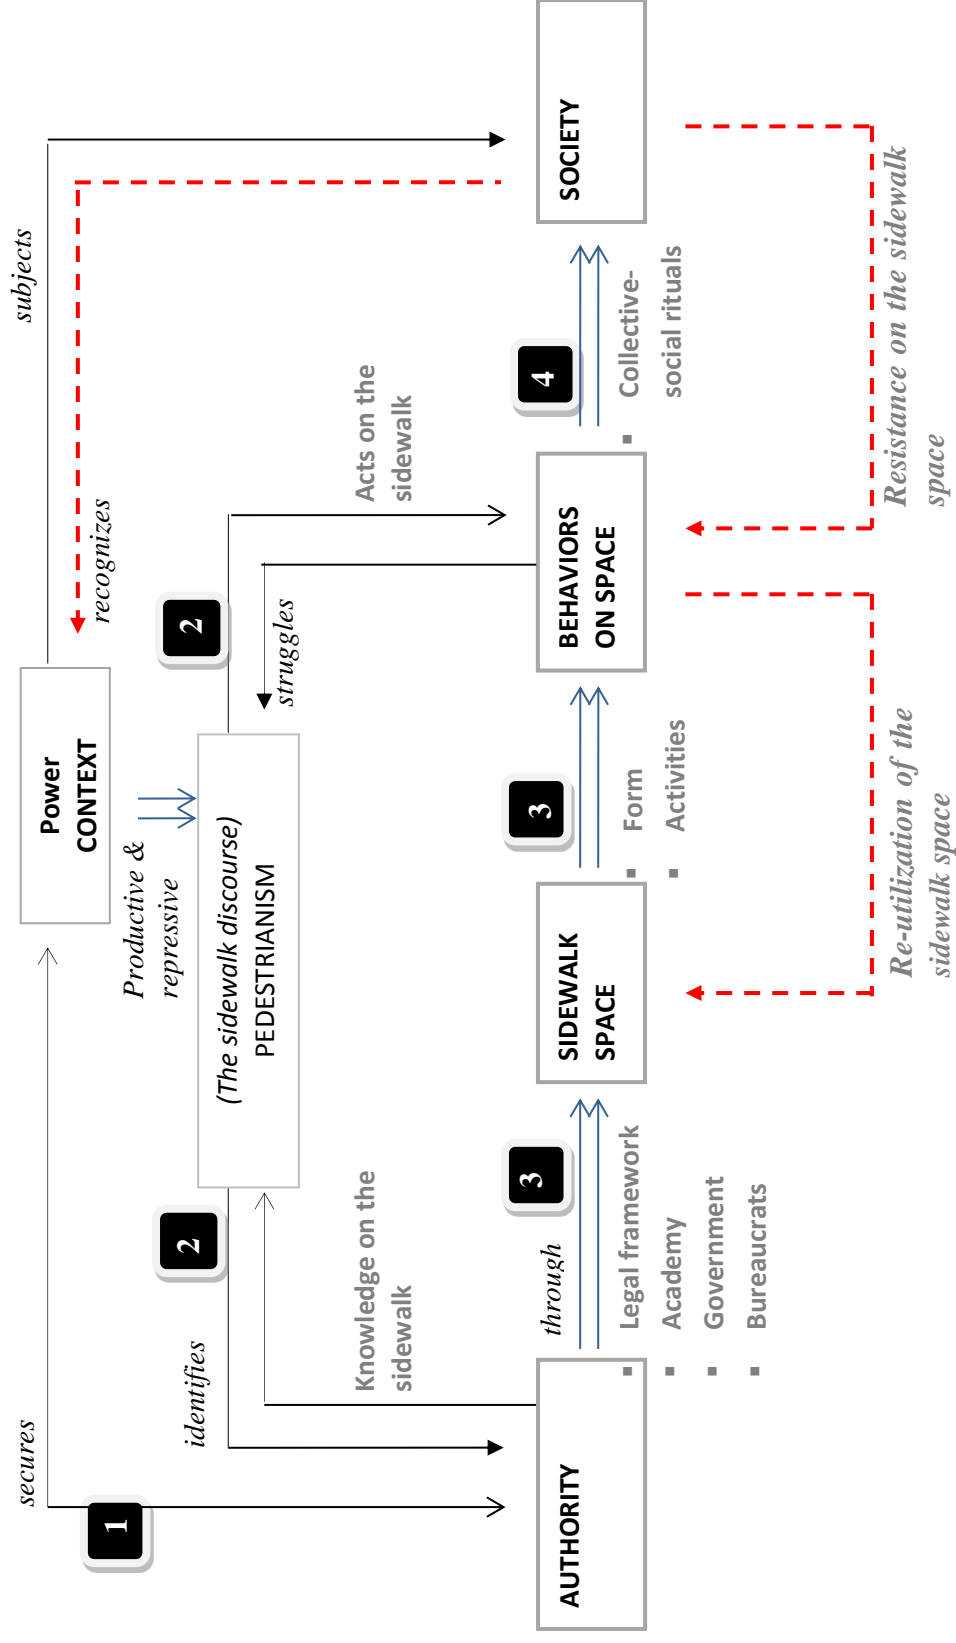 secures
subjects
Power
CONTEXT
recognizes
1
Productive &
repressive
2
2
identifies
(The sidewalk discourse)
PEDESTRIANISM
struggles
Knowledge on the
sidewalk
Acts on the
sidewalk
through
3
3
4
AUTHORITY
SIDEWALK
SPACE
BEHAVIORS
ON SPACE
SOCIETY
▪ Legal framework
▪ Academy
▪ Government
▪ Bureaucrats
▪ Form
▪ Activities
▪ Collective-
social rituals
Re-utilization of the
sidewalk space
Resistance on the sidewalk
space